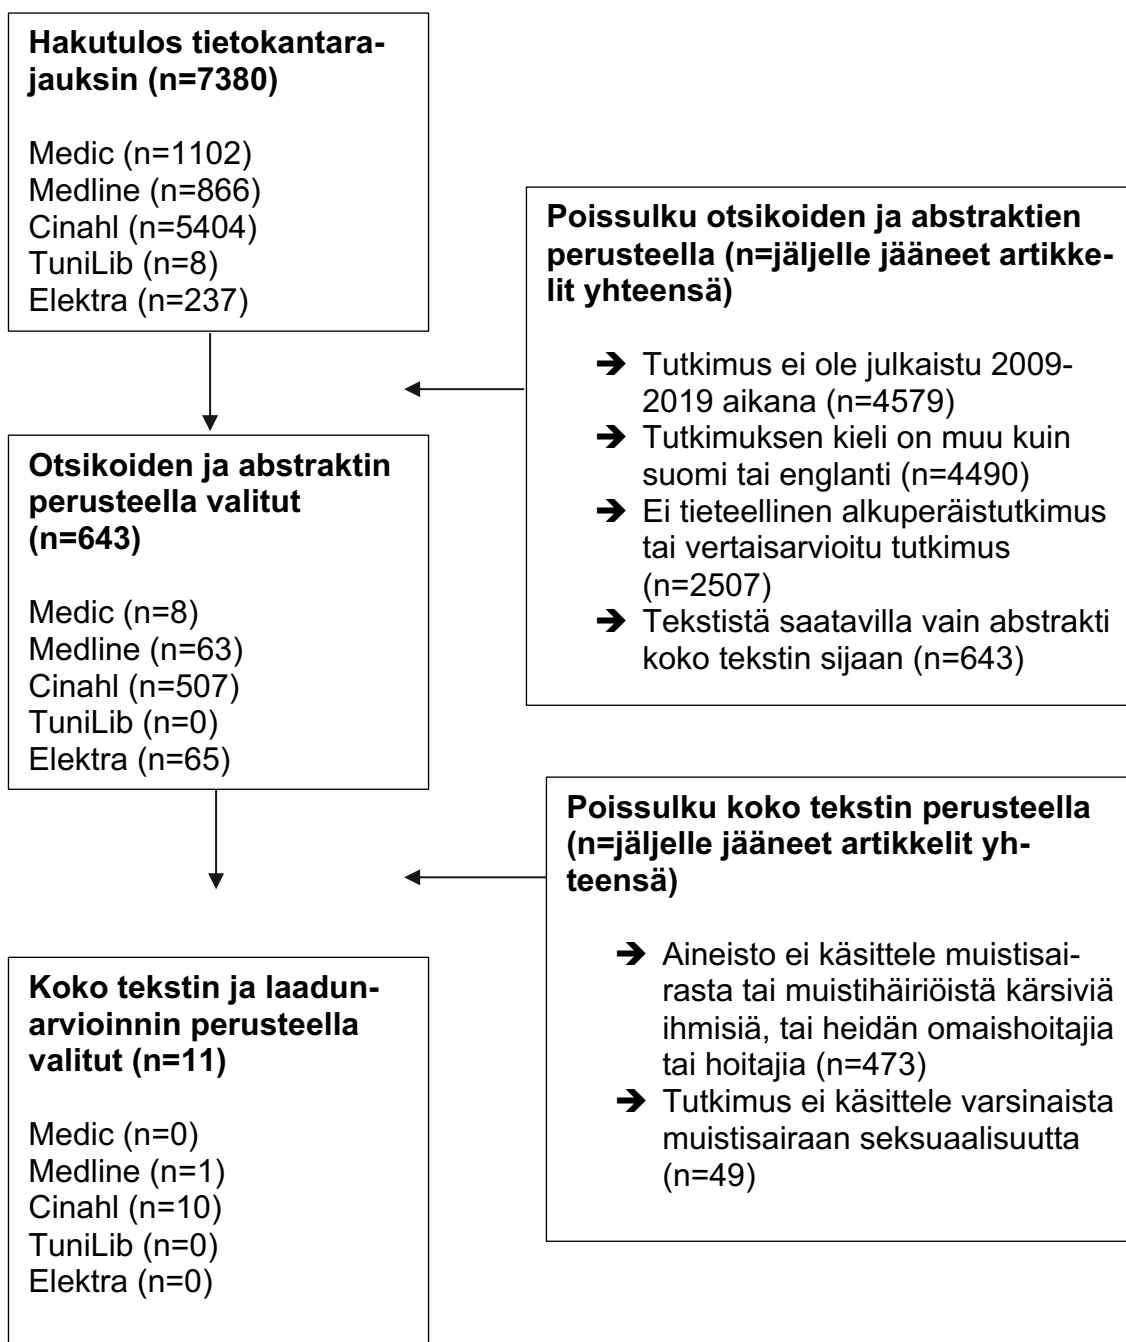 Hakutulos tietokantara-
jauksin (n=7380)
Medic (n=1102)
Medline (n=866)
Cinahl (n=5404)
TuniLib (n=8)
Elektra (n=237)
Poissulku otsikoiden ja abstraktien
perusteella (n=jäljelle jääneet artikke-
lit yhteensä)
➔ Tutkimus ei ole julkaistu 2009-
2019 aikana (n=4579)
➔ Tutkimuksen kieli on muu kuin
suomi tai englanti (n=4490)
➔ Ei tieteellinen alkuperäistutkimus
tai vertaisarvioitu tutkimus
(n=2507)
➔ Tekstistä saatavilla vain abstrakti
koko tekstin sijaan (n=643)
Otsikoiden ja abstraktin
perusteella valitut
(n=643)
Medic (n=8)
Medline (n=63)
Cinahl (n=507)
TuniLib (n=0)
Elektra (n=65)
Poissulku koko tekstin perusteella
(n=jäljelle jääneet artikkelit yh-
teensä)
➔ Aineisto ei käsittele muistisai-
rasta tai muistihäiriöistä kärsiviä
ihmisiä, tai heidän omaishoitajia
tai hoitajia (n=473)
➔ Tutkimus ei käsittele varsinaista
muistisairaan seksuaalisuutta
(n=49)
Koko tekstin ja laadun-
arvioinnin perusteella
valitut (n=11)
Medic (n=0)
Medline (n=1)
Cinahl (n=10)
TuniLib (n=0)
Elektra (n=0)